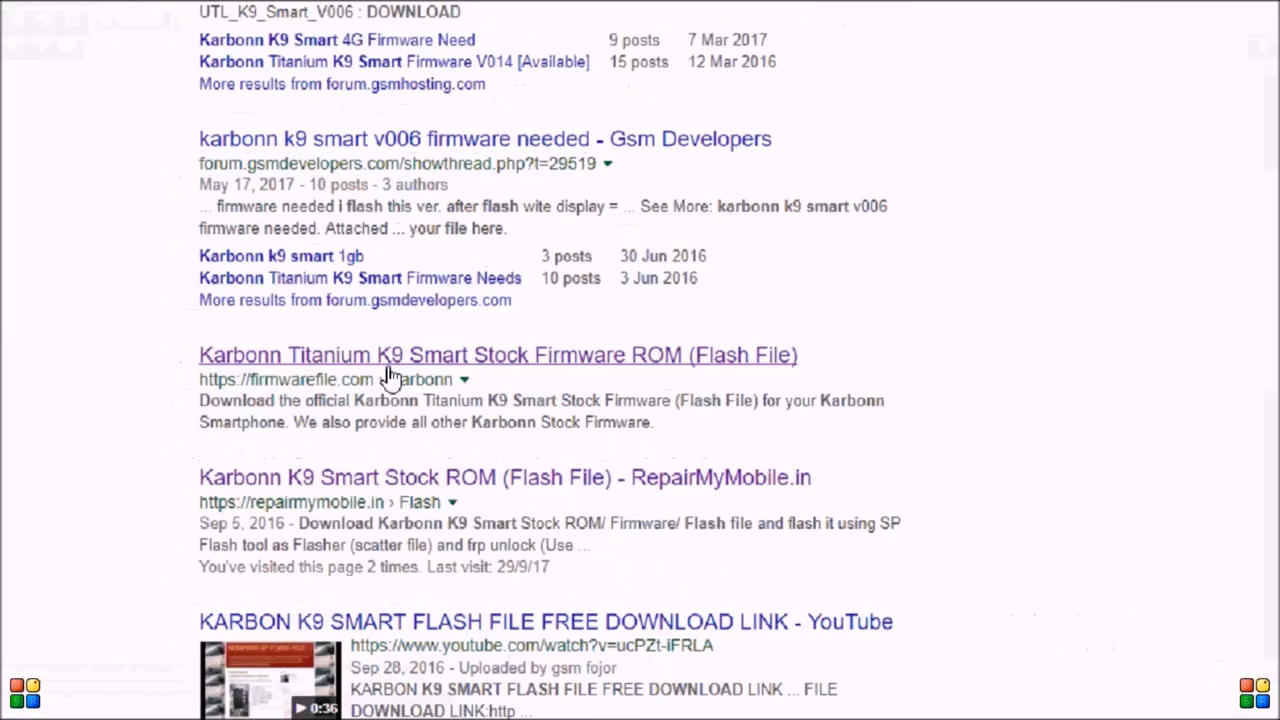 UTL_K9_Smart_V006 : DOWNLOAD
Karbonn K9 Smart 4G Firmware Need 9 posts 7 Mar 2017
Karbonn Titanium K9 Smart Firmware V014 [Available] 15 posts 12 Mar 2016
More results from forum.gsmhosting.com
karbonn k9 smart v006 firmware needed - Gsm Developers
forum.gsmdevelopers.com/showthread.php?t=29519
May 17, 2017 - 10 posts - 3 authors
... firmware needed i flash this ver. after flash wite display = ... See More: karbonn k9 smart v006
firmware needed. Attached ... your file here.
Karbonn k9 smart 1gb 3 posts 30 Jun 2016
Karbonn Titanium K9 Smart Firmware Needs 10 posts 3 Jun 2016
More results from forum.gsmdevelopers.com
Karbonn Titanium K9 Smart Stock Firmware ROM (Flash File)
https://firmwarefile.com arbonn
Download the official Karbonn Titanium K9 Smart Stock Firmware (Flash File) for your Karbonn
Smartphone. We also provide all other Karbonn Stock Firmware.
Karbonn K9 Smart Stock ROM (Flash File) - RepairMyMobile.in
https://repairmymobile.in › Flash
Sep 5, 2016 - Download Karbonn K9 Smart Stock ROM/ Firmware/ Flash file and flash it using SP
Flash tool as Flasher (scatter file) and frp unlock (Use ...
You've visited this page 2 times. Last visit: 29/9/17
KARBON K9 SMART FLASH FILE FREE DOWNLOAD LINK - YouTube
https://www.youtube.com/watch?v=ucPZt-iFRLA
Sep 28, 2016 - Uploaded by gsm fojor
KARBON K9 SMART FLASH FILE FREE DOWNLOAD LINK ... FILE
DOWNLOAD LINK:http ...
0:36